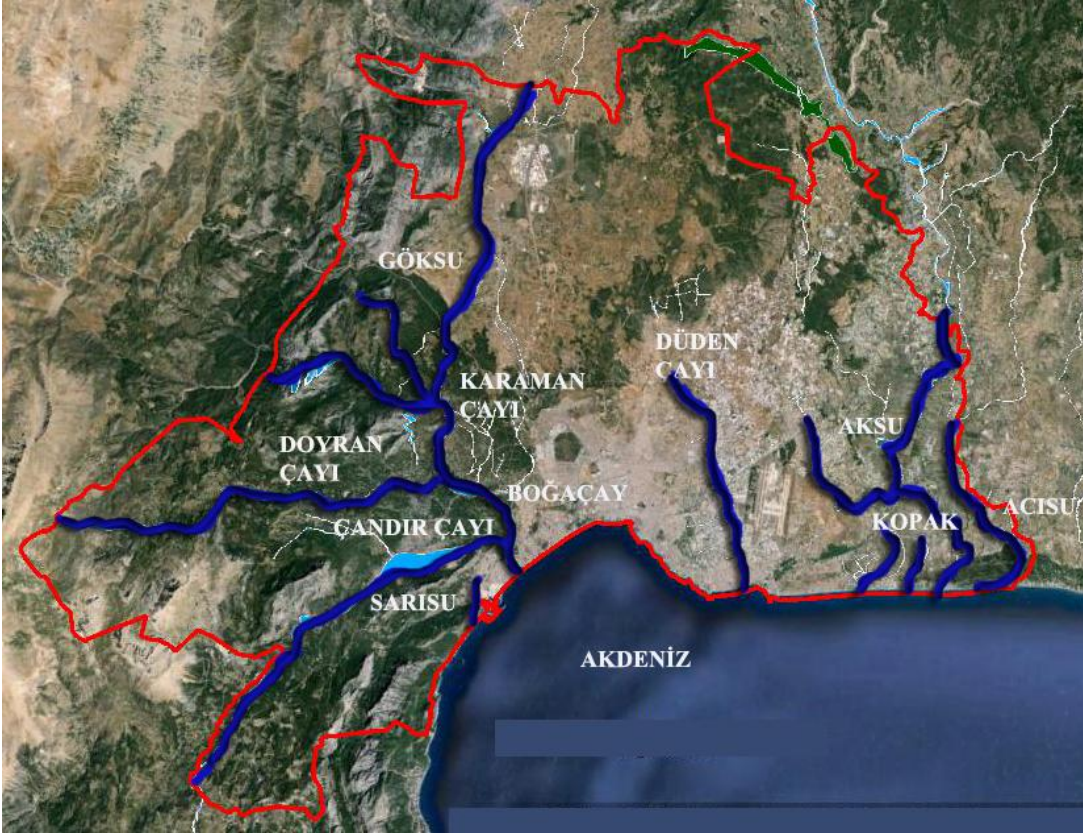 GÖKSU
DÜDEN
ÇAYI
KARAMAN
ÇAYI
AKSU
DOYRAN
ÇAYI
BOĞAÇAY
ACISU
KOPAK
ÇANDIR ÇAYI
SARISU
AKDENİZ